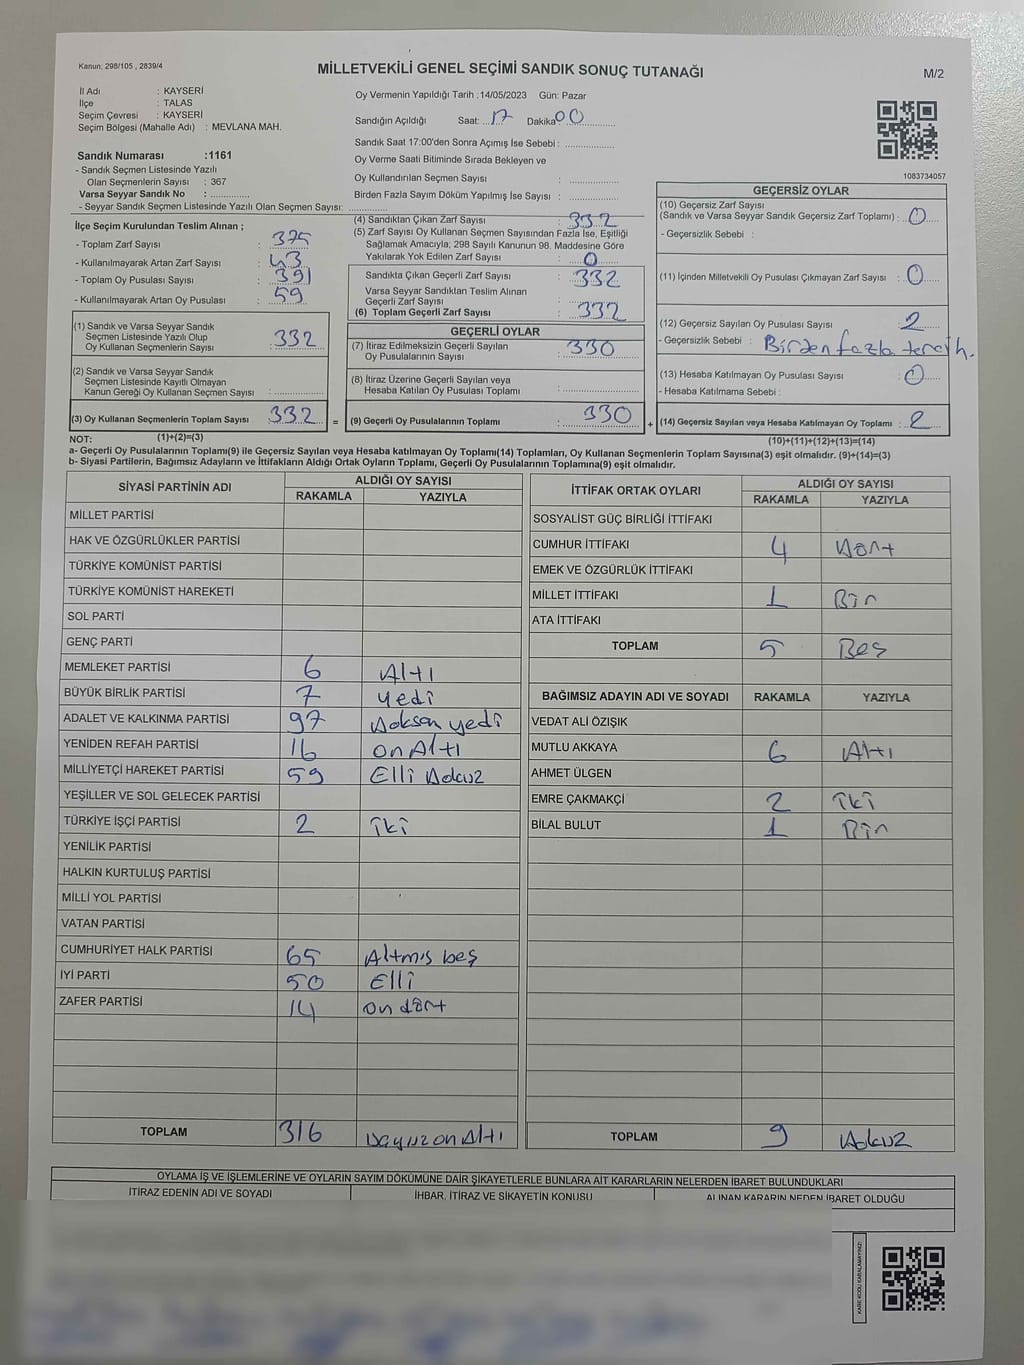 Kanun: 298/105 , 2839/4
MİLLETVEKİLİ GENEL SEÇİMİ SANDIK SONUÇ TUTANAĞI
M/2
İl Adı : KAYSERİ
İlçe : TALAS
Seçim Çevresi : KAYSERİ
Seçim Bölgesi (Mahalle Adı) : MEVLANA MAH.
Sandık Numarası :1161
- Sandık Seçmen Listesinde Yazılı
Olan Seçmenlerin Sayısı : 367
Varsa Seyyar Sandık No : ............
- Seyyar Sandık Seçmen Listesinde Yazılı Olan Seçmen Sayısı: ............
Oy Vermenin Yapıldığı Tarih :14/05/2023 Gün: Pazar
Sandığın Açıldığı Saat: 17 Dakika 00
Sandık Saat 17:00'den Sonra Açımış İse Sebebi : ............
Oy Verme Saati Bitiminde Sırada Bekleyen ve
Oy Kullandırılan Seçmen Sayısı : ............
Birden Fazla Sayım Döküm Yapılmış İse Sayısı : ............
1083734057
İlçe Seçim Kurulundan Teslim Alınan ;
- Toplam Zarf Sayısı : 375
- Kullanılmayarak Artan Zarf Sayısı : 43
- Toplam Oy Pusulası Sayısı : 391
- Kullanılmayarak Artan Oy Pusulası : 59
(1) Sandık ve Varsa Seyyar Sandık
Seçmen Listesinde Yazılı Olup
Oy Kullanan Seçmenlerin Sayısı : 332
(2) Sandık ve Varsa Seyyar Sandık
Seçmen Listesinde Kayıtlı Olmayan
Kanun Gereği Oy Kullanan Seçmen Sayısı : ............
(3) Oy Kullanan Seçmenlerin Toplam Sayısı 332 =
(4) Sandıktan Çıkan Zarf Sayısı : 332
(5) Zarf Sayısı Oy Kullanan Seçmen Sayısından Fazla İse, Eşitliği
Sağlamak Amacıyla, 298 Sayılı Kanunun 98. Maddesine Göre
Yakılarak Yok Edilen Zarf Sayısı : 0
Sandıkta Çıkan Geçerli Zarf Sayısı : 332
Varsa Seyyar Sandıktan Teslim Alınan
Geçerli Zarf Sayısı : ............
(6) Toplam Geçerli Zarf Sayısı : 332
GEÇERLİ OYLAR
(7) İtiraz Edilmeksizin Geçerli Sayılan
Oy Pusulalarının Sayısı : 330
(8) İtiraz Üzerine Geçerli Sayılan veya
Hesaba Katılan Oy Pusulası Toplamı : ............
(9) Geçerli Oy Pusulalarının Toplamı : 330 +
GEÇERSİZ OYLAR
(10) Geçersiz Zarf Sayısı
(Sandık ve Varsa Seyyar Sandık Geçersiz Zarf Toplamı) : 0
- Geçersizlik Sebebi :
(11) İçinden Milletvekili Oy Pusulası Çıkmayan Zarf Sayısı : 0
(12) Geçersiz Sayılan Oy Pusulası Sayısı : 2
- Geçersizlik Sebebi : Birden fazla tercih.
(13) Hesaba Katılmayan Oy Pusulası Sayısı : 0
- Hesaba Katılmama Sebebi :
(14) Geçersiz Sayılan veya Hesaba Katılmayan Oy Toplamı : 2
NOT: (1)+(2)=(3)
(10)+(11)+(12)+(13)=(14)
a- Geçerli Oy Pusulalarının Toplamı(9) ile Geçersiz Sayılan veya Hesaba katılmayan Oy Toplamı(14) Toplamları, Oy Kullanan Seçmenlerin Toplam Sayısına(3) eşit olmalıdır. (9)+(14)=(3)
b- Siyasi Partilerin, Bağımsız Adayların ve İttifakların Aldığı Ortak Oyların Toplamı, Geçerli Oy Pusulalarının Toplamına(9) eşit olmalıdır.
SİYASİ PARTİNİN ADI ALDIĞI OY SAYISI
RAKAMLA YAZIYLA
MİLLET PARTİSİ
HAK VE ÖZGÜRLÜKLER PARTİSİ
TÜRKİYE KOMÜNİST PARTİSİ
TÜRKİYE KOMÜNİST HAREKETİ
SOL PARTİ
GENÇ PARTİ
MEMLEKET PARTİSİ 6 Altı
BÜYÜK BİRLİK PARTİSİ 7 yedi
ADALET VE KALKINMA PARTİSİ 97 Doksan yedi
YENİDEN REFAH PARTİSİ 16 on Altı
MİLLİYETÇİ HAREKET PARTİSİ 59 Elli Dokuz
YEŞİLLER VE SOL GELECEK PARTİSİ
TÜRKİYE İŞÇİ PARTİSİ 2 iki
YENİLİK PARTİSİ
HALKIN KURTULUŞ PARTİSİ
MİLLİ YOL PARTİSİ
VATAN PARTİSİ
CUMHURİYET HALK PARTİSİ 65 Altmıs beş
İYİ PARTİ 50 Elli
ZAFER PARTİSİ 14 on dört
TOPLAM 316
İTTİFAK ORTAK OYLARI ALDIĞI OY SAYISI
RAKAMLA YAZIYLA
SOSYALİST GÜÇ BİRLİĞİ İTTİFAKI
CUMHUR İTTİFAKI 4 Dört
EMEK VE ÖZGÜRLÜK İTTİFAKI
MİLLET İTTİFAKI 1 Bir
ATA İTTİFAKI
TOPLAM 5 Beş
BAĞIMSIZ ADAYIN ADI VE SOYADI RAKAMLA YAZIYLA
VEDAT ALİ ÖZIŞIK
MUTLU AKKAYA 6 Altı
AHMET ÜLGEN
EMRE ÇAKMAKÇİ 2 iki
BİLAL BULUT 1 Bir
TOPLAM 9 Dokuz
OYLAMA İŞ VE İŞLEMLERİNE VE OYLARIN SAYIM DÖKÜMÜNE DAİR ŞİKAYETLERLE BUNLARA AİT KARARLARIN NELERDEN İBARET BULUNDUKLARI
İTİRAZ EDENİN ADI VE SOYADI İHBAR, İTİRAZ VE ŞİKAYETİN KONUSU ALINAN KARARIN NEDEN İBARET OLDUĞU
KARE KODU KARALAMAYINIZ!